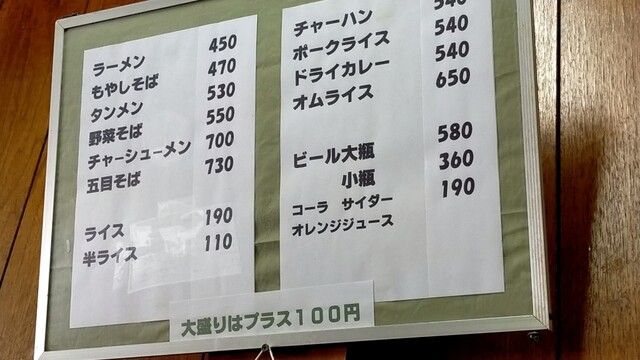 ラーメン 450
もやしそば 470
タンメン 530
野菜そば 550
チャーシューメン 700
五目そば 730
ライス 190
半ライス 110
チャーハン 540
ポークライス 540
ドライカレー 540
オムライス 650
ビール大瓶 580
小瓶 360
コーラ サイダー 190
オレンジジュース
大盛りはプラス100円